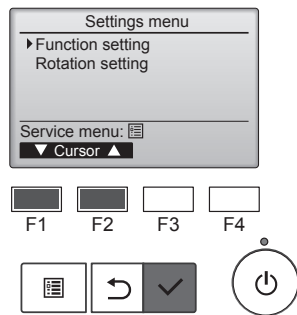 Settings menu
Function setting
Rotation setting
Service menu:
▼ Cursor ▲
F1 F2 F3 F4